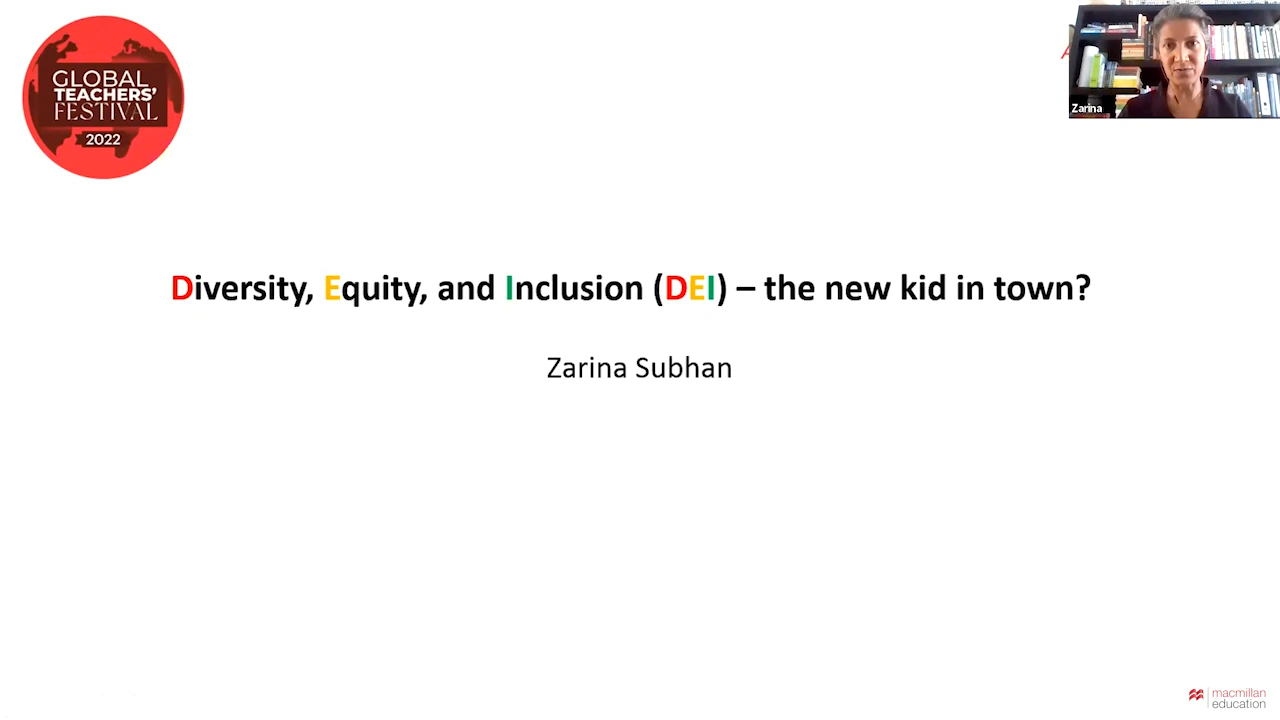 GLOBAL
TEACHERS'
FESTIVAL
2022
Zarina
Diversity, Equity, and Inclusion (DEI) – the new kid in town?
Zarina Subhan
macmillan
education